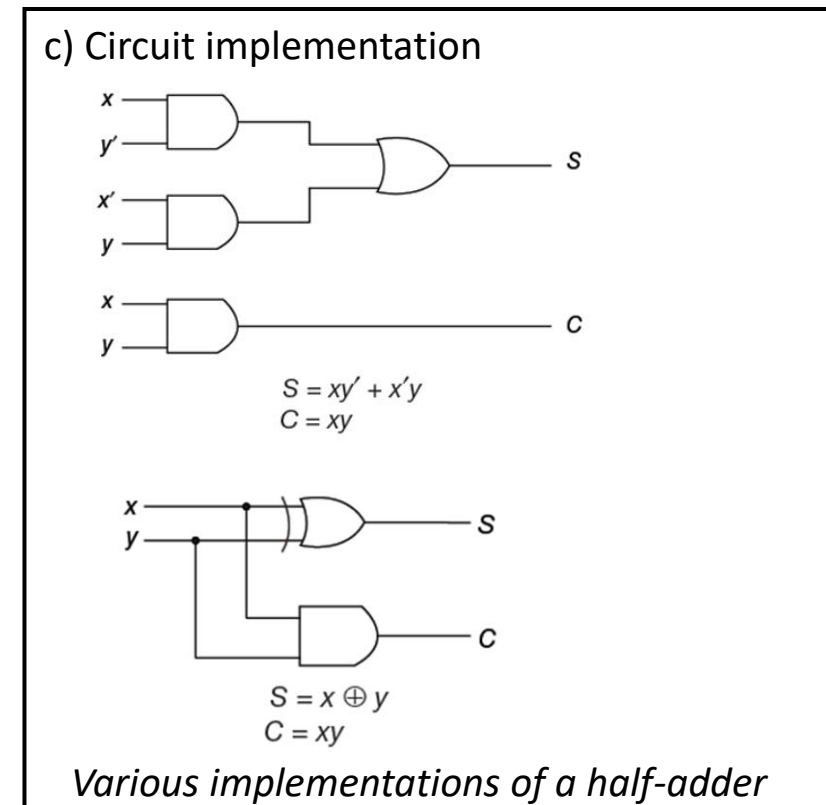 c) Circuit implementation
x
y′
S
x′
y
x
C
y
S = xy′ + x′y
C = xy
x
S
y
C
S = x ⊕ y
C = xy
Various implementations of a half-adder